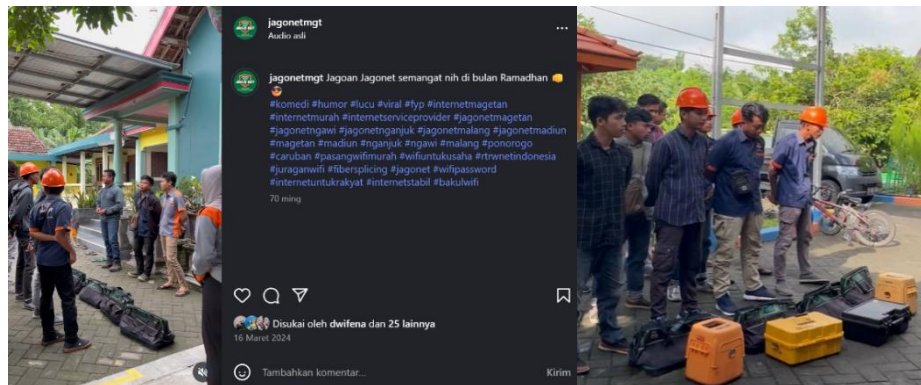 jagonetmgt
Audio asli
jagonetmgt Jagoan Jagonet semangat nih di bulan Ramadhan 👊
😎
#komedi #humor #lucu #viral #fyp #internetmagetan
#internetmurah #internetserviceprovider #jagonetmagetan
#jagonetngawi #jagonetnganjuk #jagonetmalang #jagonetmadiun
#magetan #madiun #nganjuk #ngawi #malang #ponorogo
#caruban #pasangwifimurah #wifiuntukusaha #rtrwnetindonesia
#juraganwifi #fibersplicing #jagonet #wifipassword
#internetuntukrakyat #internetstabil #bakulwifi
70 ming
Disukai oleh dwifena dan 25 lainnya
16 Maret 2024
Tambahkan komentar...
Kirim